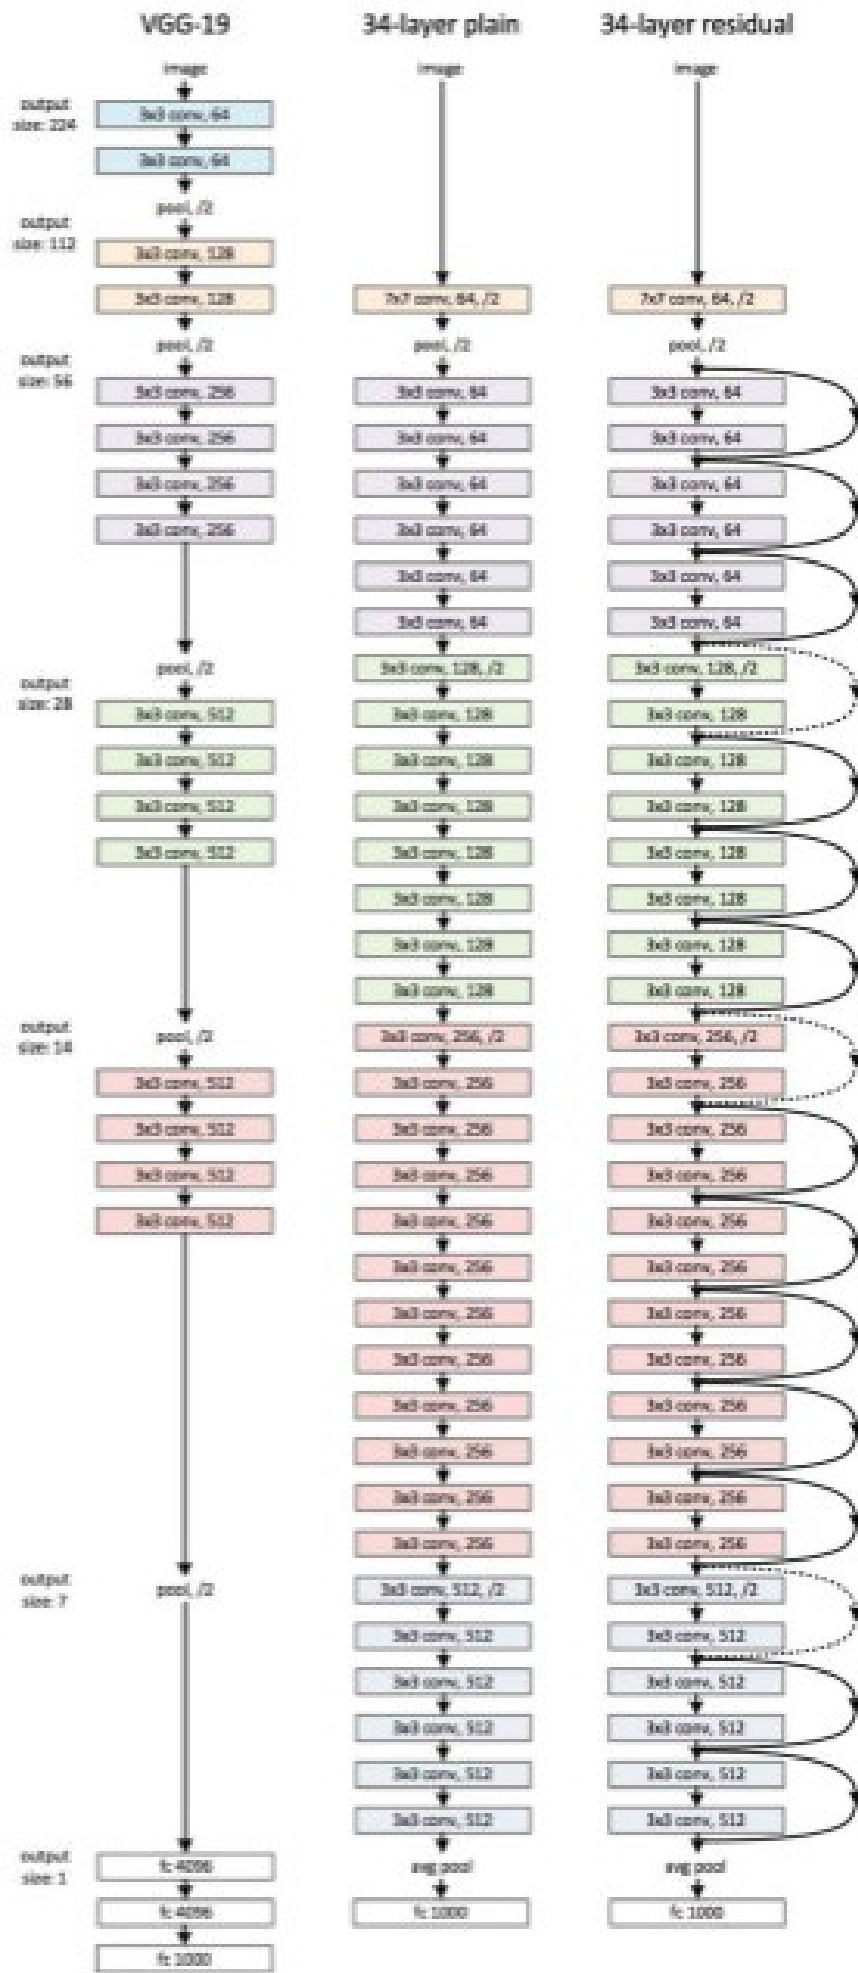 VGG-19
image
output
size: 224
3x3 conv, 64
3x3 conv, 64
pool, /2
output
size: 112
3x3 conv, 128
3x3 conv, 128
pool, /2
output
size: 56
3x3 conv, 256
3x3 conv, 256
3x3 conv, 256
3x3 conv, 256
pool, /2
output
size: 28
3x3 conv, 512
3x3 conv, 512
3x3 conv, 512
3x3 conv, 512
output
size: 14
pool, /2
3x3 conv, 512
3x3 conv, 512
3x3 conv, 512
3x3 conv, 512
output
size: 7
pool, /2
output
size: 1
fc 4096
fc 4096
fc 1000
34-layer plain
image
7x7 conv, 64, /2
pool, /2
3x3 conv, 64
3x3 conv, 64
3x3 conv, 64
3x3 conv, 64
3x3 conv, 64
3x3 conv, 64
3x3 conv, 128, /2
3x3 conv, 128
3x3 conv, 128
3x3 conv, 128
3x3 conv, 128
3x3 conv, 128
3x3 conv, 128
3x3 conv, 128
3x3 conv, 256, /2
3x3 conv, 256
3x3 conv, 256
3x3 conv, 256
3x3 conv, 256
3x3 conv, 256
3x3 conv, 256
3x3 conv, 256
3x3 conv, 256
3x3 conv, 256
3x3 conv, 256
3x3 conv, 256
3x3 conv, 512, /2
3x3 conv, 512
3x3 conv, 512
3x3 conv, 512
3x3 conv, 512
3x3 conv, 512
avg pool
fc 1000
34-layer residual
image
7x7 conv, 64, /2
pool, /2
3x3 conv, 64
3x3 conv, 64
3x3 conv, 64
3x3 conv, 64
3x3 conv, 64
3x3 conv, 64
3x3 conv, 128, /2
3x3 conv, 128
3x3 conv, 128
3x3 conv, 128
3x3 conv, 128
3x3 conv, 128
3x3 conv, 128
3x3 conv, 128
3x3 conv, 256, /2
3x3 conv, 256
3x3 conv, 256
3x3 conv, 256
3x3 conv, 256
3x3 conv, 256
3x3 conv, 256
3x3 conv, 256
3x3 conv, 256
3x3 conv, 256
3x3 conv, 256
3x3 conv, 256
3x3 conv, 512, /2
3x3 conv, 512
3x3 conv, 512
3x3 conv, 512
3x3 conv, 512
3x3 conv, 512
avg pool
fc 1000